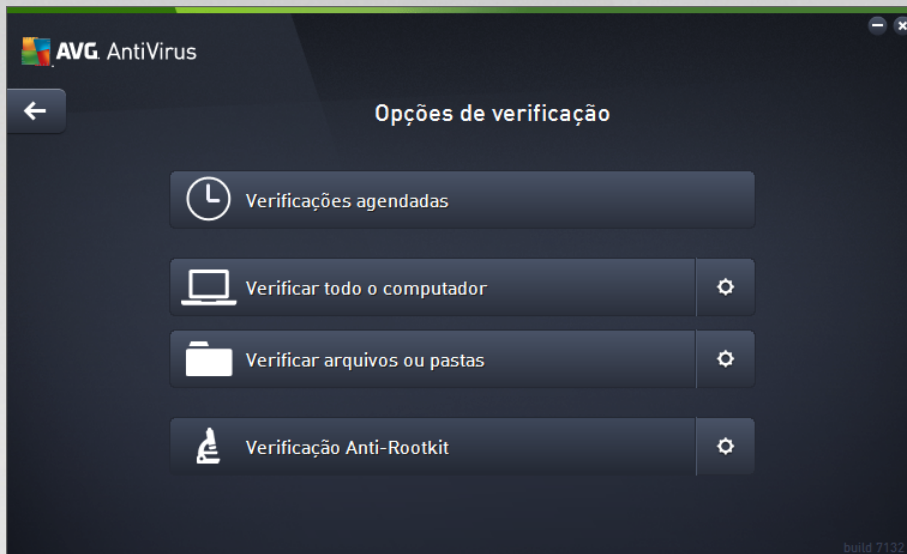 AVG. AntiVirus
Opções de verificação
Verificações agendadas
Verificar todo o computador
Verificar arquivos ou pastas
Verificação Anti-Rootkit
build 7132